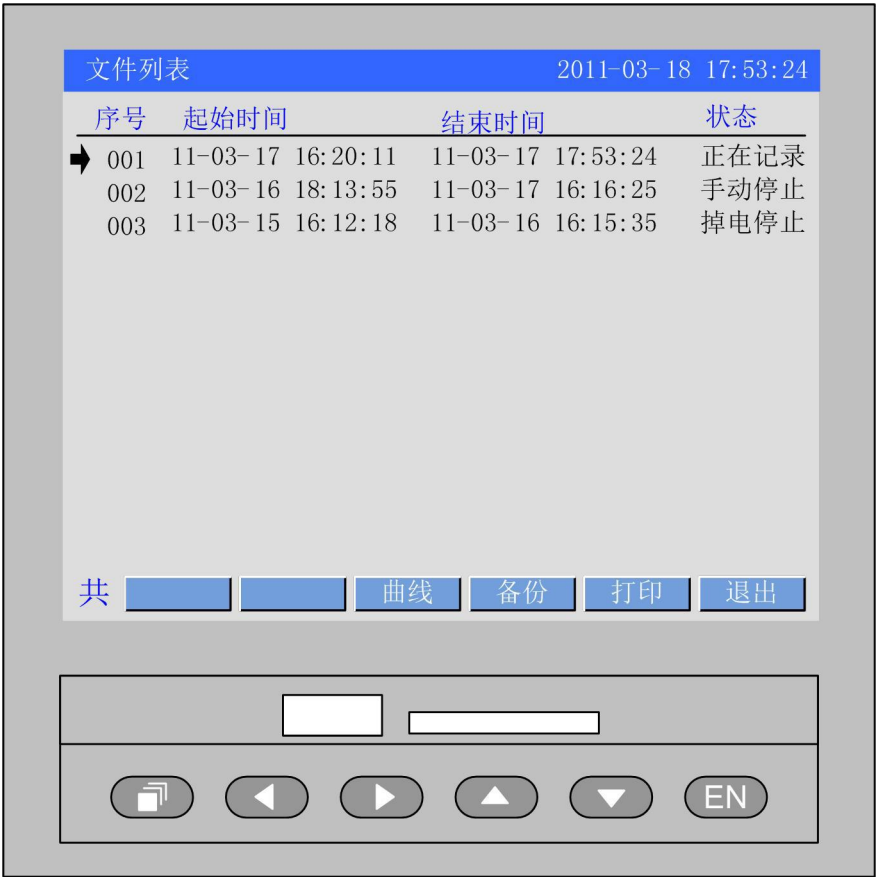 文件列表 2011-03-18 17:53:24
序号 起始时间 结束时间 状态
001 11-03-17 16:20:11 11-03-17 17:53:24 正在记录
002 11-03-16 18:13:55 11-03-17 16:16:25 手动停止
003 11-03-15 16:12:18 11-03-16 16:15:35 掉电停止
共 曲线 备份 打印 退出
EN